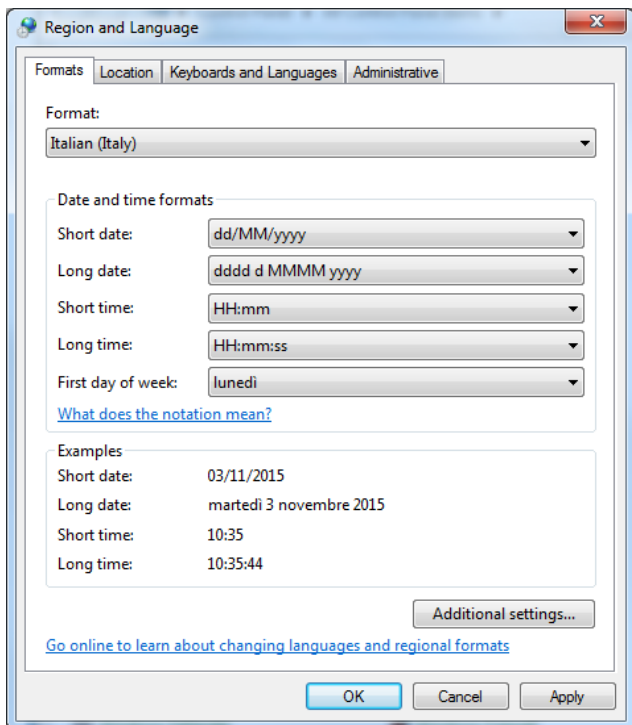 Region and Language
Formats Location Keyboards and Languages Administrative
Format:
Italian (Italy)
Date and time formats
Short date: dd/MM/yyyy
Long date: dddd d MMMM yyyy
Short time: HH:mm
Long time: HH:mm:ss
First day of week: lunedì
What does the notation mean?
Examples
Short date: 03/11/2015
Long date: martedì 3 novembre 2015
Short time: 10:35
Long time: 10:35:44
Additional settings...
Go online to learn about changing languages and regional formats
OK Cancel Apply